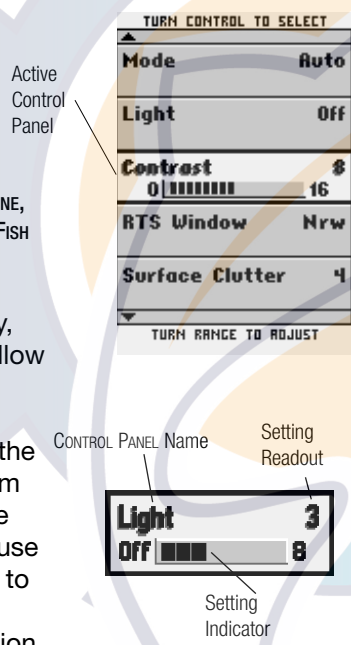 TURN CONTROL TO SELECT
Mode Auto
Active
Control
Panel
Light Off
Contrast 8
0 16
NE,
FISH
RTS Window Nrw
y,
llow
Surface Clutter 4
TURN RANGE TO ADJUST
the
m
e
use
to
ion
CONTROL PANEL Name
Setting
Readout
Light 3
Off 8
Setting
Indicator